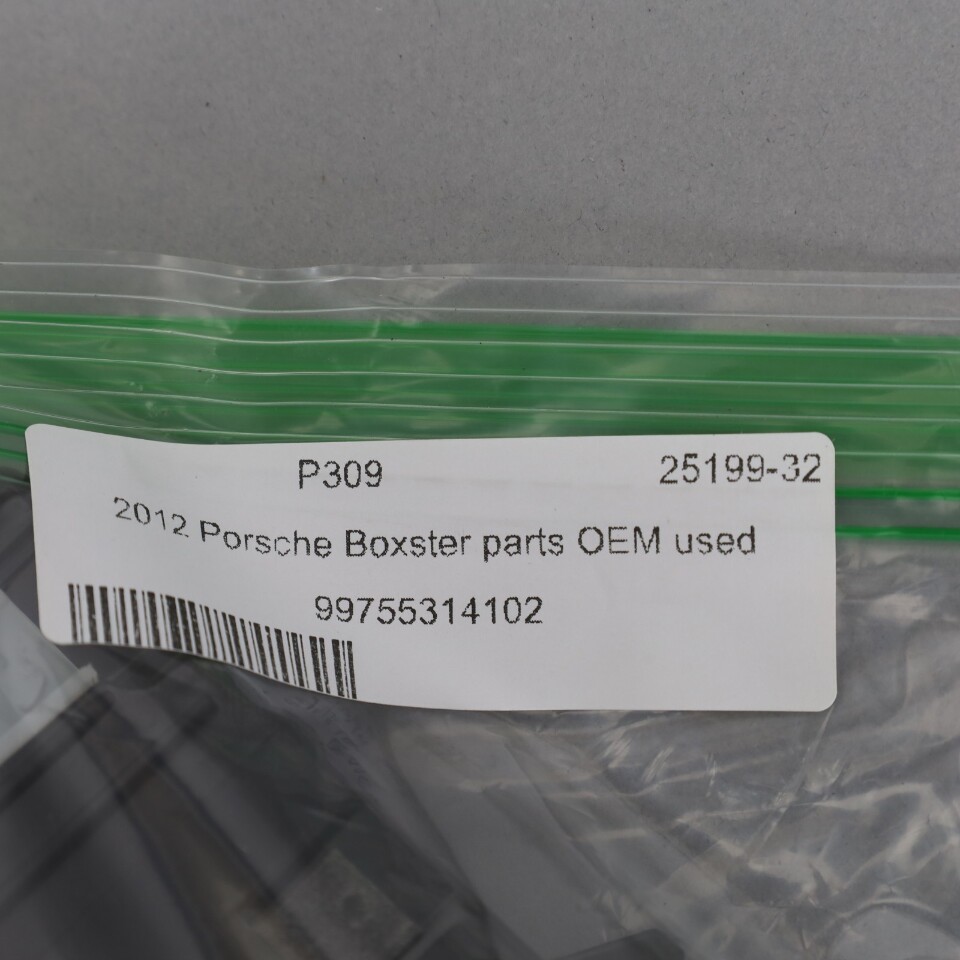 P309 25199-32
2012 Porsche Boxster parts OEM used
99755314102